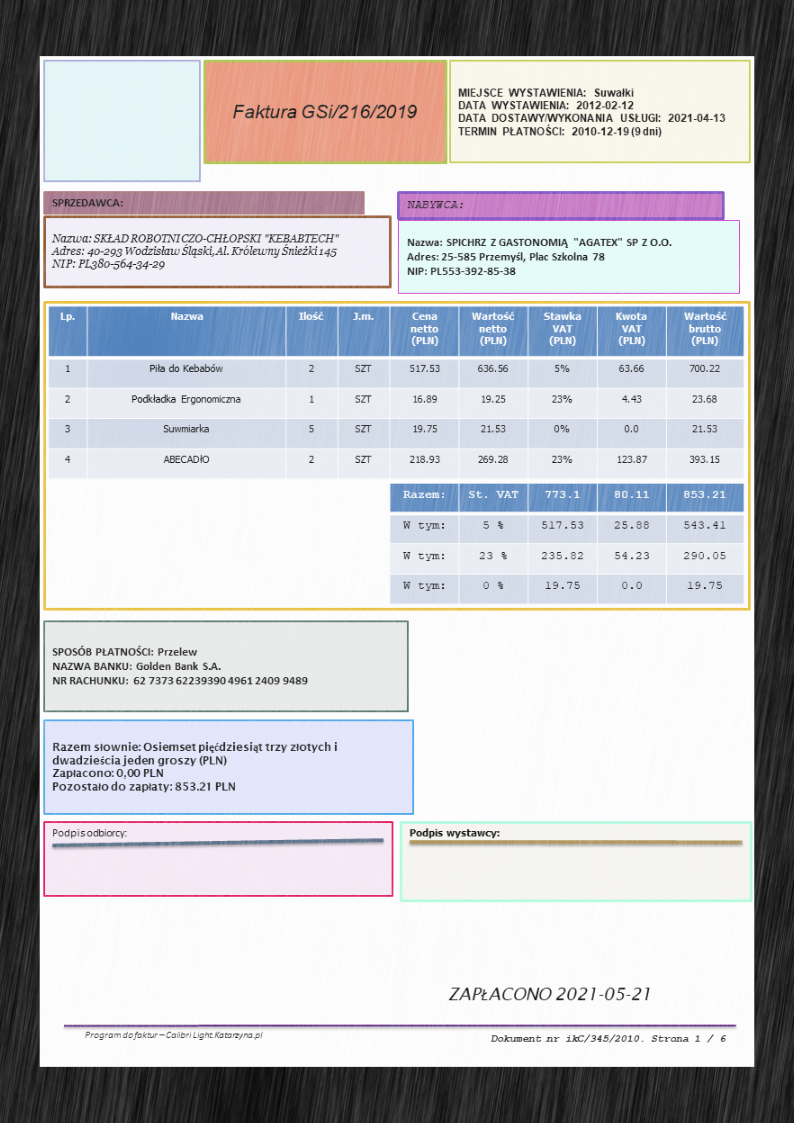 Faktura GSi/216/2019
MIEJSCE WYSTAWIENIA: Suwałki
DATA WYSTAWIENIA: 2012-02-12
DATA DOSTAWY/WYKONANIA USŁUGI: 2021-04-13
TERMIN PŁATNOŚCI: 2010-12-19 (9 dni)
SPRZEDAWCA:
Nazwa: SKŁAD ROBOTNICZO-CHŁOPSKI "KEBABTECH"
Adres: 40-293 Wodzisław Śląski, Al. Królewny Śnieżki 145
NIP: PL380-564-34-29
NABYWCA:
Nazwa: SPICHRZ Z GASTONOMIĄ "AGATEX" SP Z O.O.
Adres: 25-585 Przemyśl, Plac Szkolna 78
NIP: PL553-392-85-38
Lp. Nazwa Ilość J.m. Cena netto (PLN) Wartość netto (PLN) Stawka VAT (PLN) Kwota VAT (PLN) Wartość brutto (PLN)
1 Piła do Kebabów 2 SZT 517.53 636.56 5% 63.66 700.22
2 Podkładka Ergonomiczna 1 SZT 16.89 19.25 23% 4.43 23.68
3 Suwmiarka 5 SZT 19.75 21.53 0% 0.0 21.53
4 ABECADŁO 2 SZT 218.93 269.28 23% 123.87 393.15
Razem: St. VAT 773.1 80.11 853.21
W tym: 5 % 517.53 25.88 543.41
W tym: 23 % 235.82 54.23 290.05
W tym: 0 % 19.75 0.0 19.75
SPOSÓB PŁATNOŚCI: Przelew
NAZWA BANKU: Golden Bank S.A.
NR RACHUNKU: 62 7373 62239390 4961 2409 9489
Razem słownie: Osiemset pięćdziesiąt trzy złotych i
dwadzieścia jeden groszy (PLN)
Zapłacono: 0,00 PLN
Pozostało do zapłaty: 853.21 PLN
Podpis odbiorcy:
Podpis wystawcy:
ZAPŁACONO 2021-05-21
Program do faktur – Calibri Light.Katarzyna.pl
Dokument nr ikC/345/2010. Strona 1 / 6